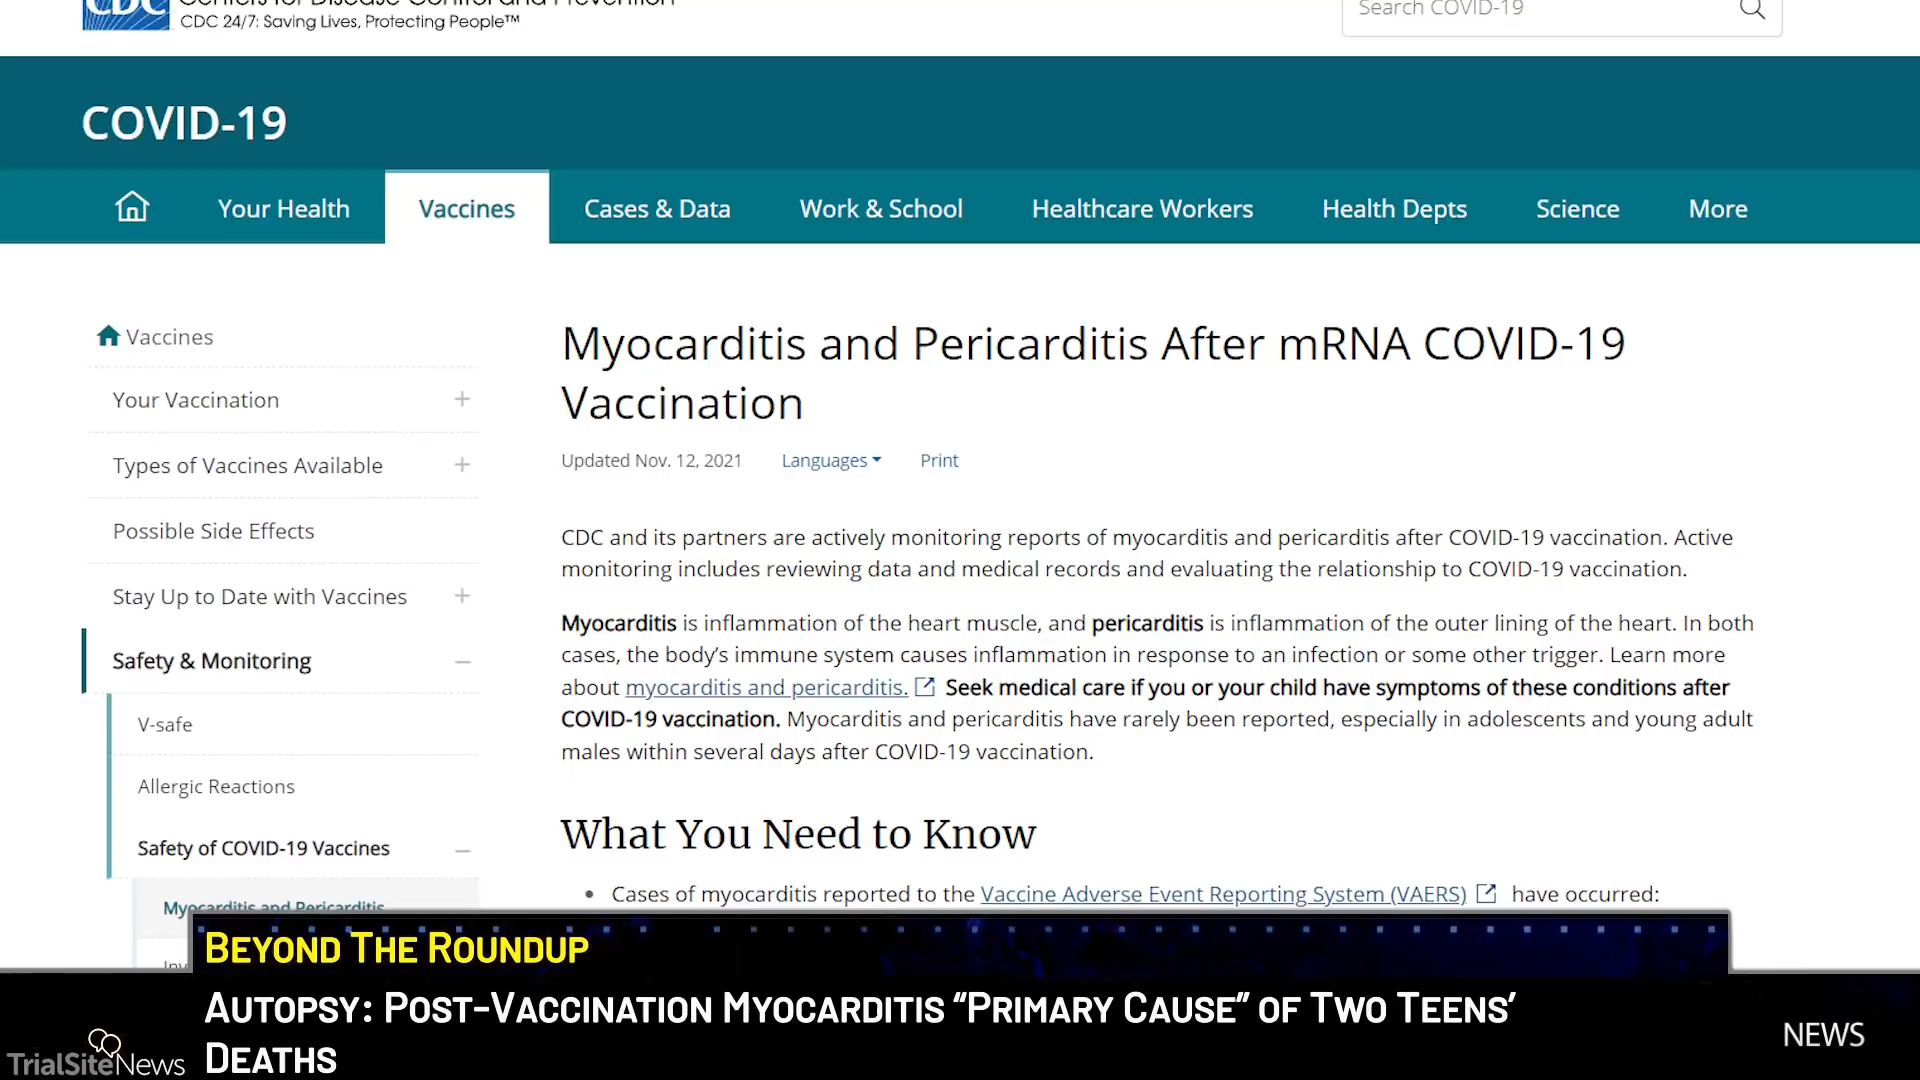 CDC Centers for Disease Control and Prevention
CDC 24/7: Saving Lives, Protecting People™
Search COVID-19
COVID-19
Your Health
Vaccines
Cases & Data
Work & School
Healthcare Workers
Health Depts
Science
More
Vaccines
Your Vaccination
Types of Vaccines Available
Possible Side Effects
Stay Up to Date with Vaccines
Safety & Monitoring
V-safe
Allergic Reactions
Safety of COVID-19 Vaccines
Myocarditis and Pericarditis
Myocarditis and Pericarditis After mRNA COVID-19
Vaccination
Updated Nov. 12, 2021 Languages Print
CDC and its partners are actively monitoring reports of myocarditis and pericarditis after COVID-19 vaccination. Active
monitoring includes reviewing data and medical records and evaluating the relationship to COVID-19 vaccination.
Myocarditis is inflammation of the heart muscle, and pericarditis is inflammation of the outer lining of the heart. In both
cases, the body's immune system causes inflammation in response to an infection or some other trigger. Learn more
about myocarditis and pericarditis. Seek medical care if you or your child have symptoms of these conditions after
COVID-19 vaccination. Myocarditis and pericarditis have rarely been reported, especially in adolescents and young adult
males within several days after COVID-19 vaccination.
What You Need to Know
• Cases of myocarditis reported to the Vaccine Adverse Event Reporting System (VAERS) have occurred:
Beyond The Roundup
Autopsy: Post-Vaccination Myocarditis “Primary Cause” of Two Teens’
Deaths
TrialSiteNews
NEWS